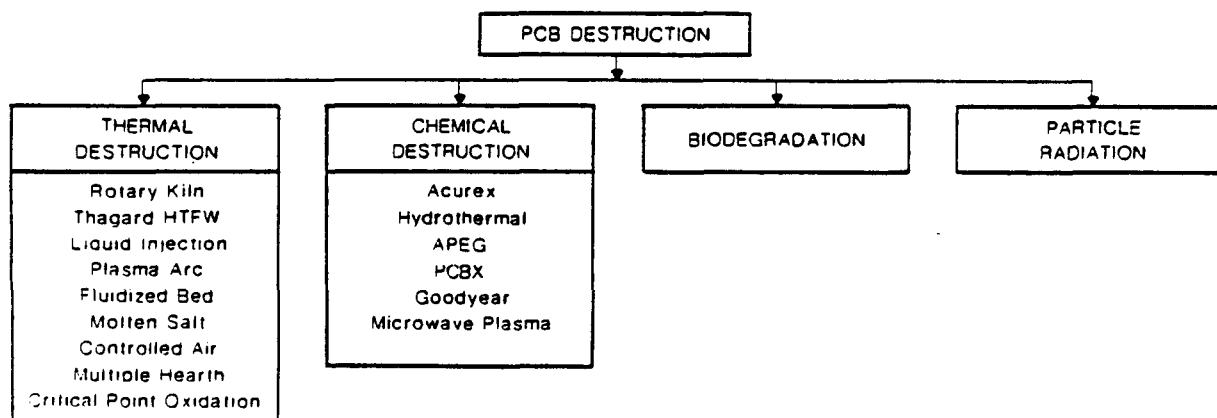 PCB DESTRUCTION
THERMAL
DESTRUCTION
Rotary Kiln
Thagard HTFW
Liquid Injection
Plasma Arc
Fluidized Bed
Molten Salt
Controlled Air
Multiple Hearth
Critical Point Oxidation
CHEMICAL
DESTRUCTION
Acurex
Hydrothermal
APEG
PCBX
Goodyear
Microwave Plasma
BIODEGRADATION
PARTICLE
RADIATION